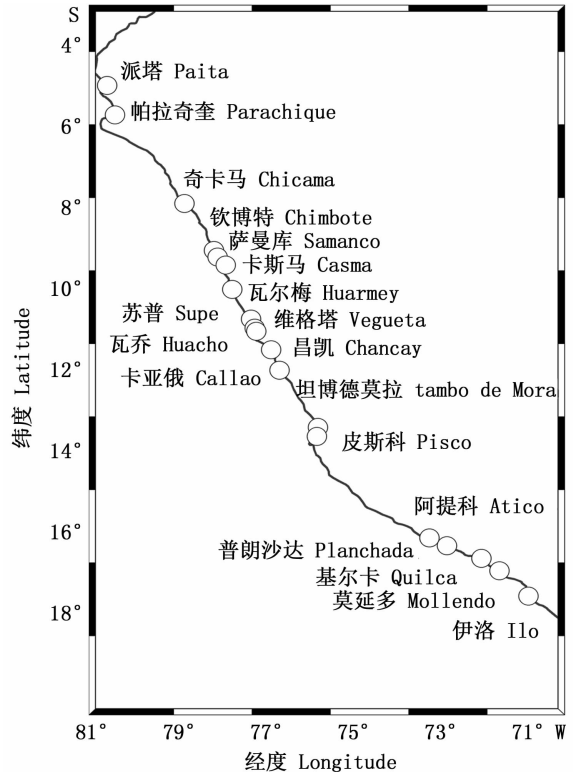 S
4°
派塔 Paita
帕拉奇奎 Parachique
6°
奇卡马 Chicama
8°
钦博特 Chimbote
萨曼库 Samanco
卡斯马 Casma
10°
瓦尔梅 Huarmey
苏普 Supe
维格塔 Vegueta
瓦乔 Huacho
昌凯 Chancay
12°
卡亚俄 Callao
坦博德莫拉 tambo de Mora
皮斯科 Pisco
14°
阿提科 Atico
16°
普朗沙达 Planchada
基尔卡 Quilca
莫延多 Mollendo
18°
伊洛 Ilo
纬度 Latitude
81° 79° 77° 75° 73° 71° W
经度 Longitude